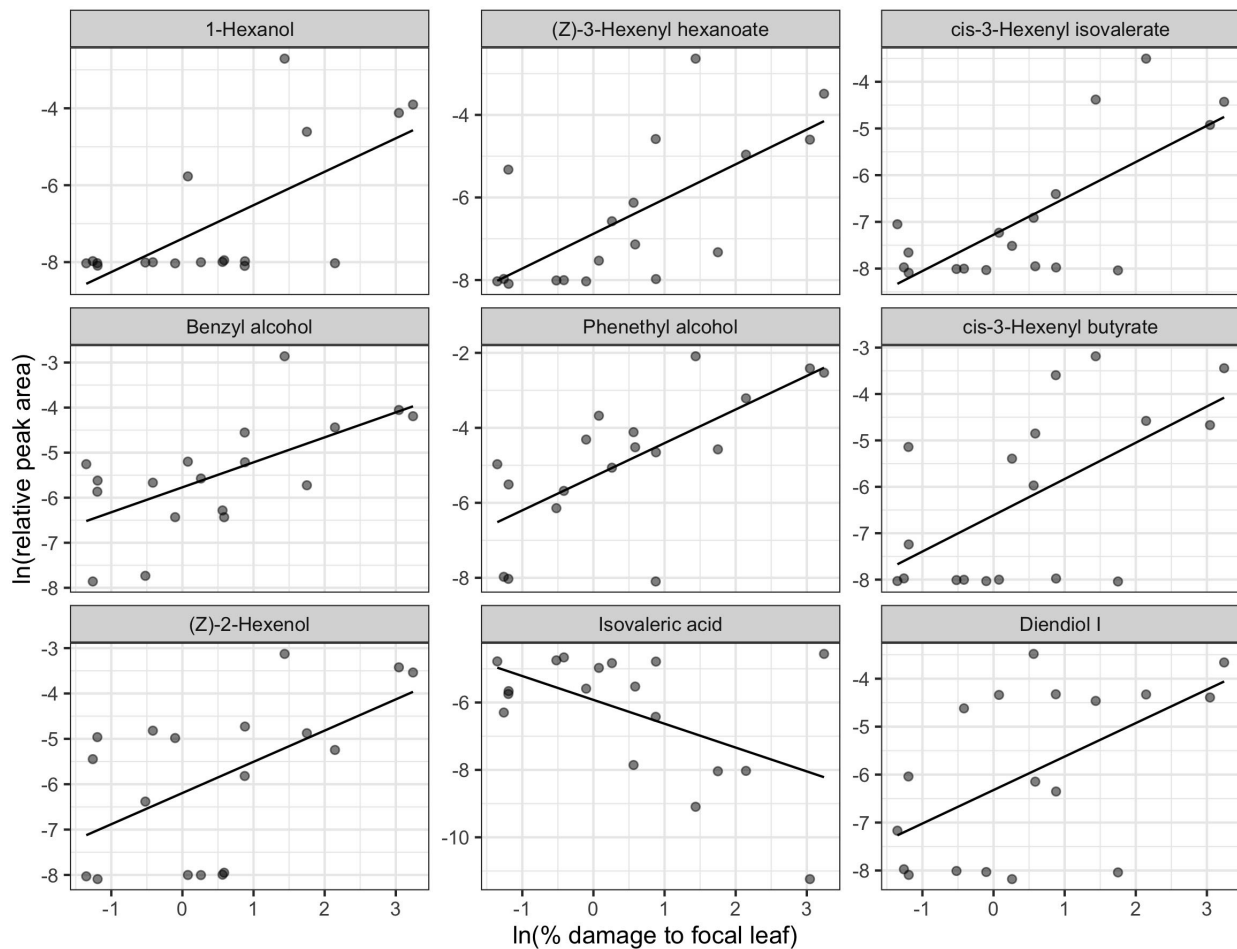 1-Hexanol
(Z)-3-Hexenyl hexanoate
cis-3-Hexenyl isovalerate
-4
-6
-8
-4
-6
-8
-4
-5
-6
-7
-8
Benzyl alcohol
Phenethyl alcohol
cis-3-Hexenyl butyrate
ln(relative peak area)
-3
-4
-5
-6
-7
-8
-2
-4
-6
-8
-3
-4
-5
-6
-7
-8
(Z)-2-Hexenol
Isovaleric acid
Diendiol I
-3
-4
-5
-6
-7
-8
-6
-8
-10
-4
-5
-6
-7
-8
-1 0 1 2 3
-1 0 1 2 3
-1 0 1 2 3
ln(% damage to focal leaf)